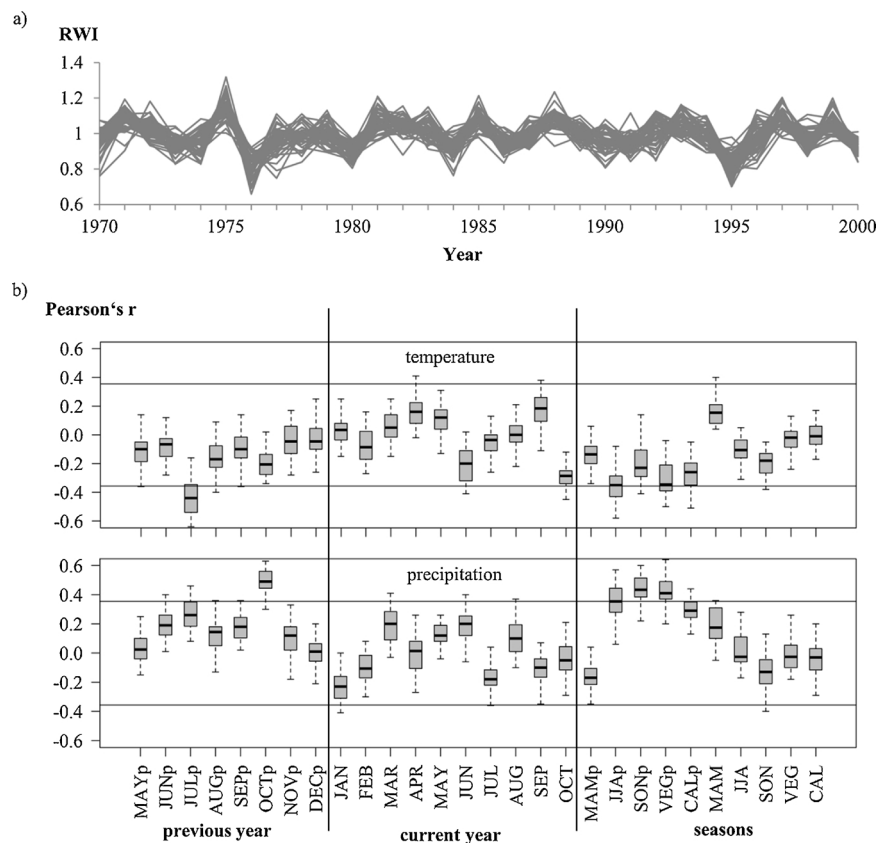 a)
RWI
1.4
1.2
1
0.8
0.6
1970 1975 1980 1985 1990 1995 2000
Year
b)
Pearson‘s r
temperature
0.6
0.4
0.2
0.0
-0.2
-0.4
-0.6
precipitation
0.6
0.4
0.2
0.0
-0.2
-0.4
-0.6
MAYp JUNp JULp AUGp SEPp OCTp NOVp DECp JAN FEB MAR APR MAY JUN JUL AUG SEP OCT MAMp JJAp SONp VEGp CALp MAM JJA SON VEG CAL
previous year current year seasons